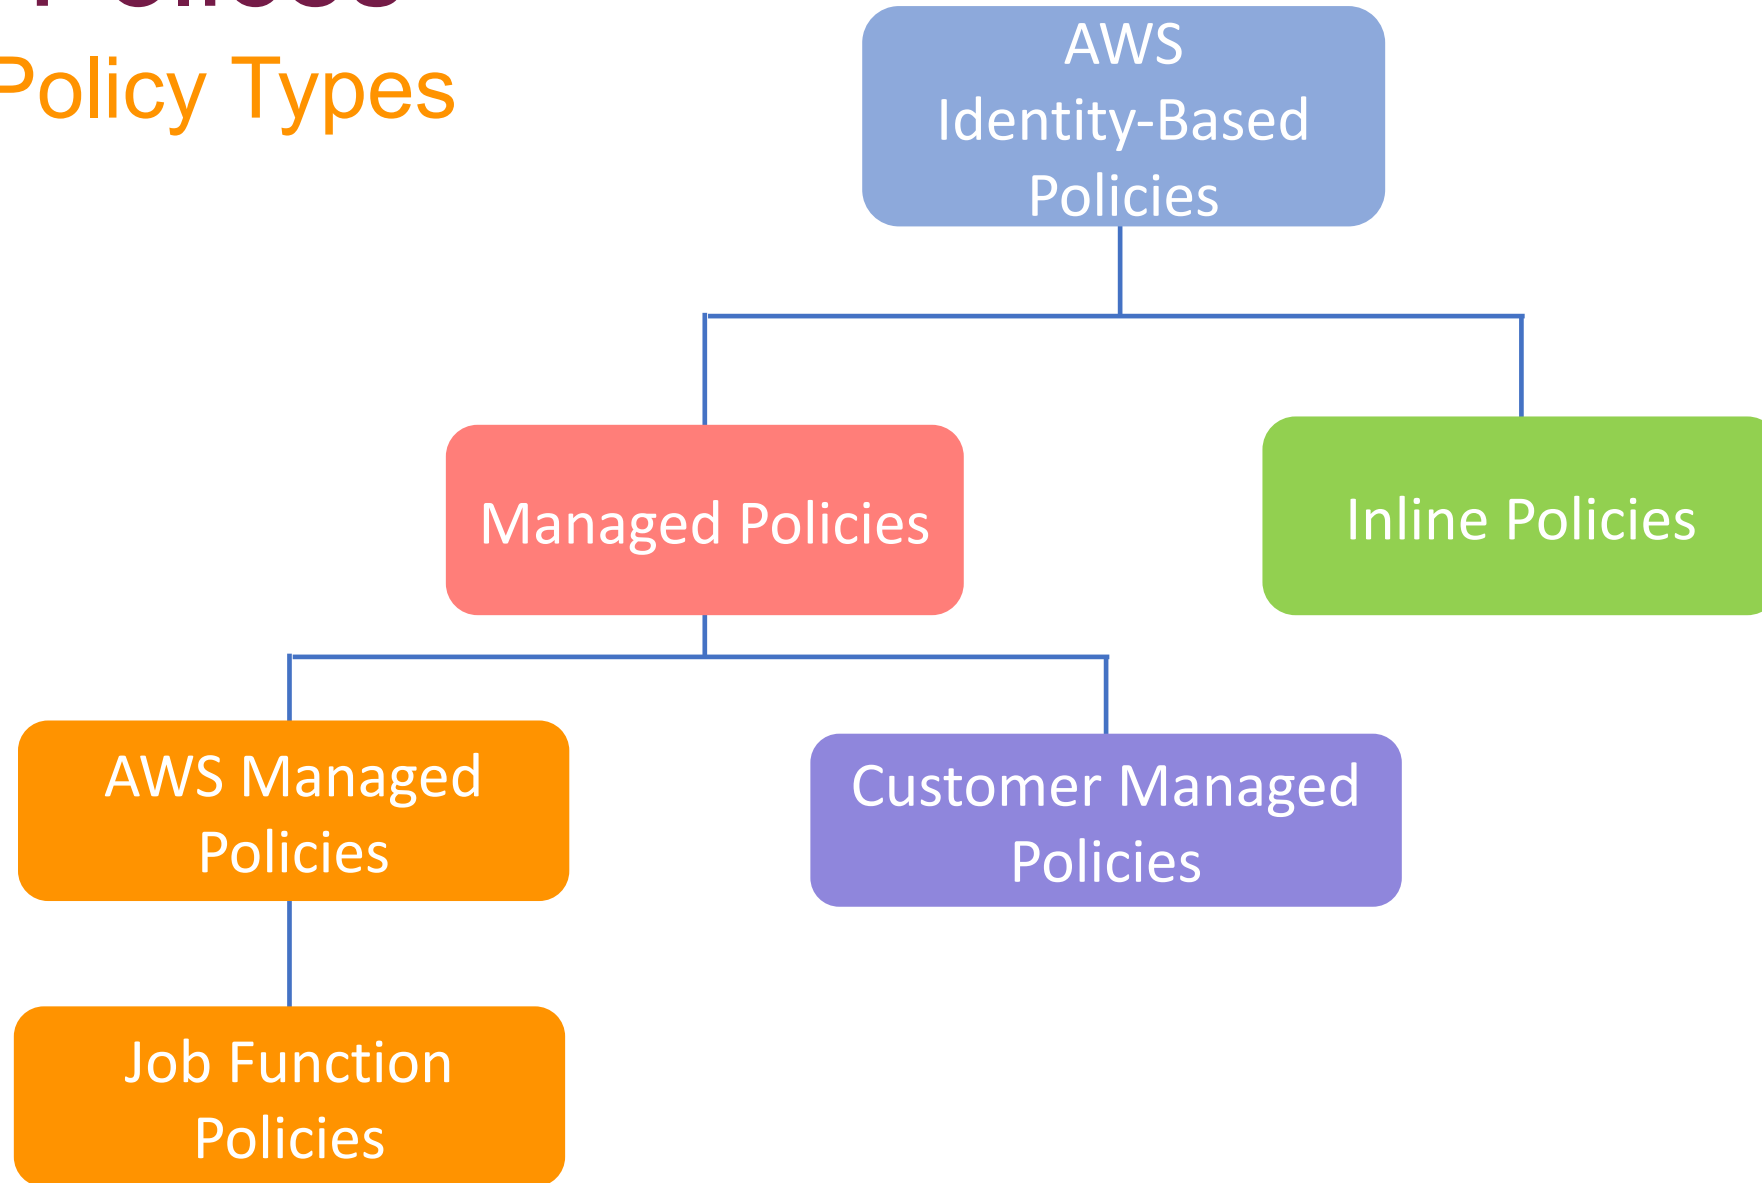 Policy Types
AWS
Identity-Based
Policies
Managed Policies
Inline Policies
AWS Managed
Policies
Customer Managed
Policies
Job Function
Policies